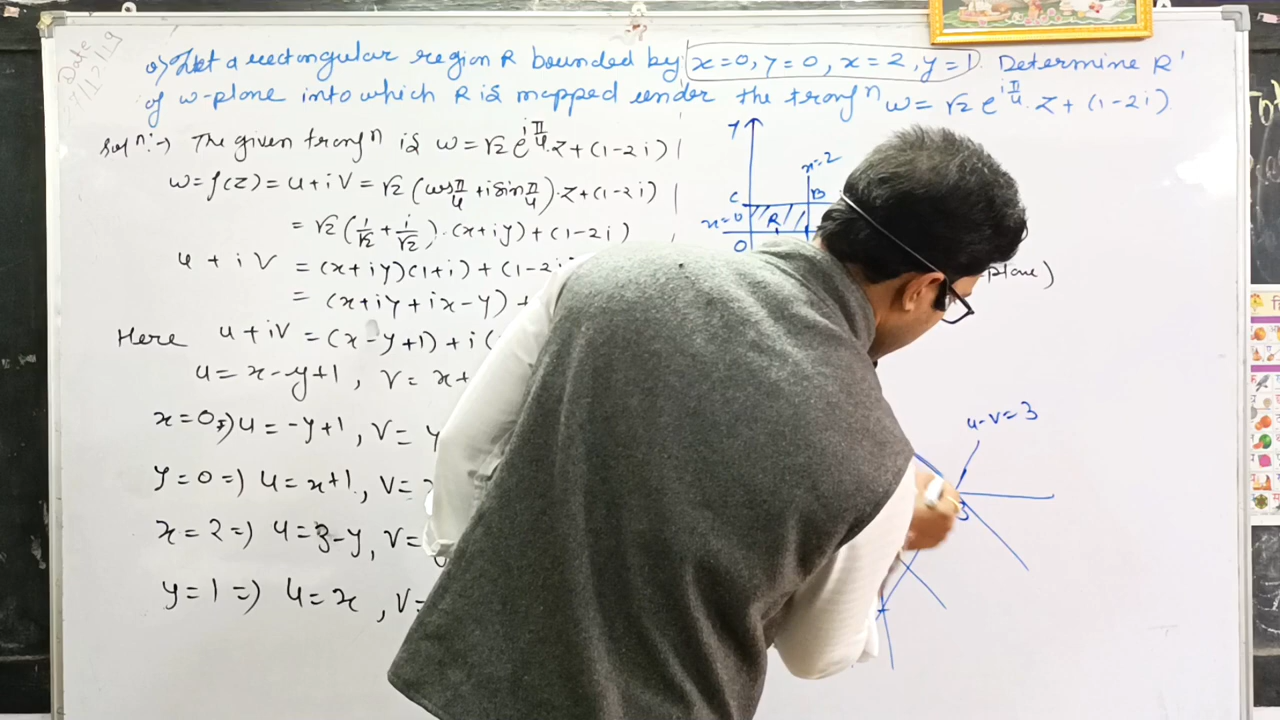 Date
7/12/19
Q) Let a rectangular region R bounded by x=0, y=0, x=2, y=1. Determine R'
of w-plane into which R is mapped under the transfⁿ w = √2 e^{iπ/4}. z + (1-2i)
Solⁿ:→ The given transfⁿ is w = √2 e^{iπ/4}. z + (1-2i)
w = f(z) = u+iv = √2 (cos π/4 + i sin π/4). z + (1-2i)
= √2 (1/√2 + i/√2). (x+iy) + (1-2i)
u + iv = (x+iy)(1+i) + (1-2i
= (x+iy+ix-y) +
Here u+iv = (x-y+1) + i (
u = x-y+1, v = x+
x=0 ⇒ u = -y+1, v = y
y=0 ⇒ u = x+1, v =
x=2 ⇒ u = 3-y, v =
y=1 ⇒ u = x, v =
y
x=2
C
B
x=0
R
O
plane)
u-v=3
3